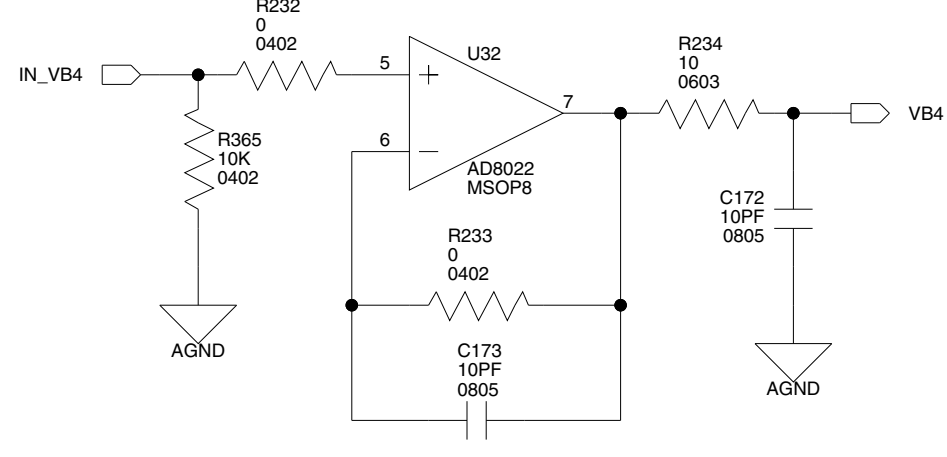 R232
0
0402
IN_VB4
5
+
U32
6
−
7
AD8022
MSOP8
R234
10
0603
VB4
R365
10K
0402
AGND
C172
10PF
0805
AGND
R233
0
0402
C173
10PF
0805